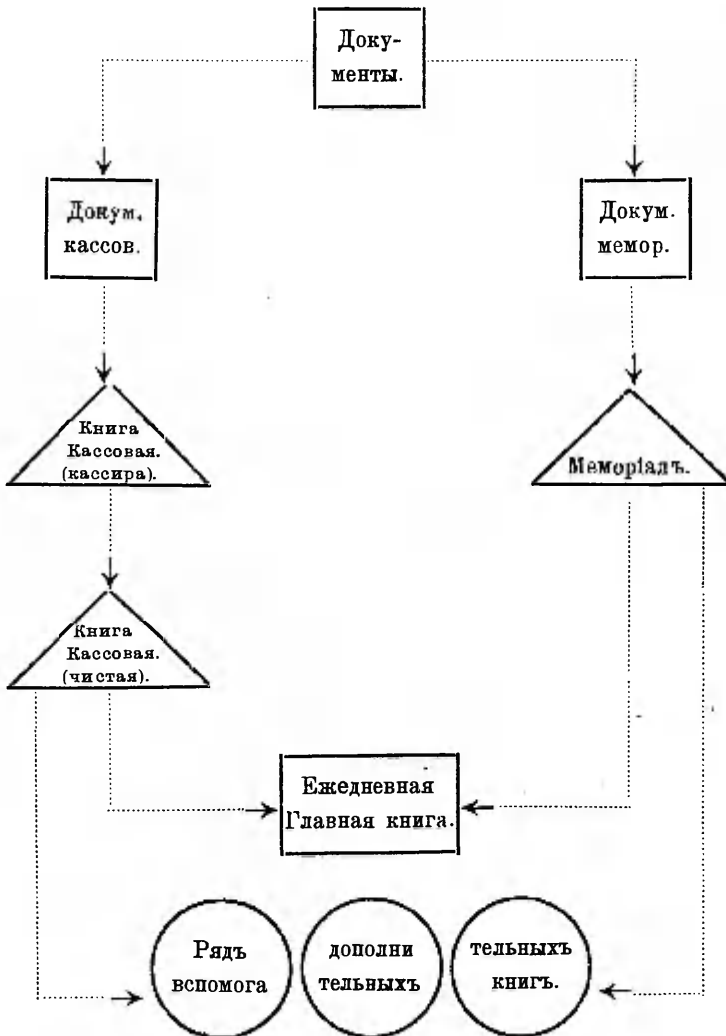 Доку-
менты.
Докум.
кассов.
Докум.
мемор.
Книга
Кассовая.
(кассира).
Меморіалъ.
Книга
Кассовая.
(чистая).
Ежедневная
Главная книга.
Рядъ
вспомога
дополни
тельныхъ
тельныхъ
книгъ.